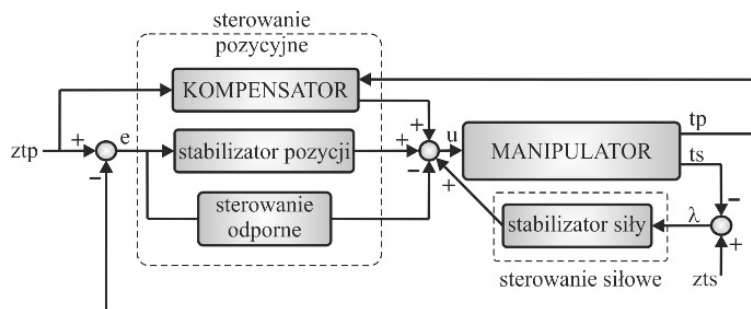 sterowanie
pozycyjne
KOMPENSATOR
+
tp
ztp
+
e
stabilizator pozycji
+
u
MANIPULATOR
ts
−
−
+
−
sterowanie
odporne
stabilizator siły
λ
+
sterowanie siłowe
zts